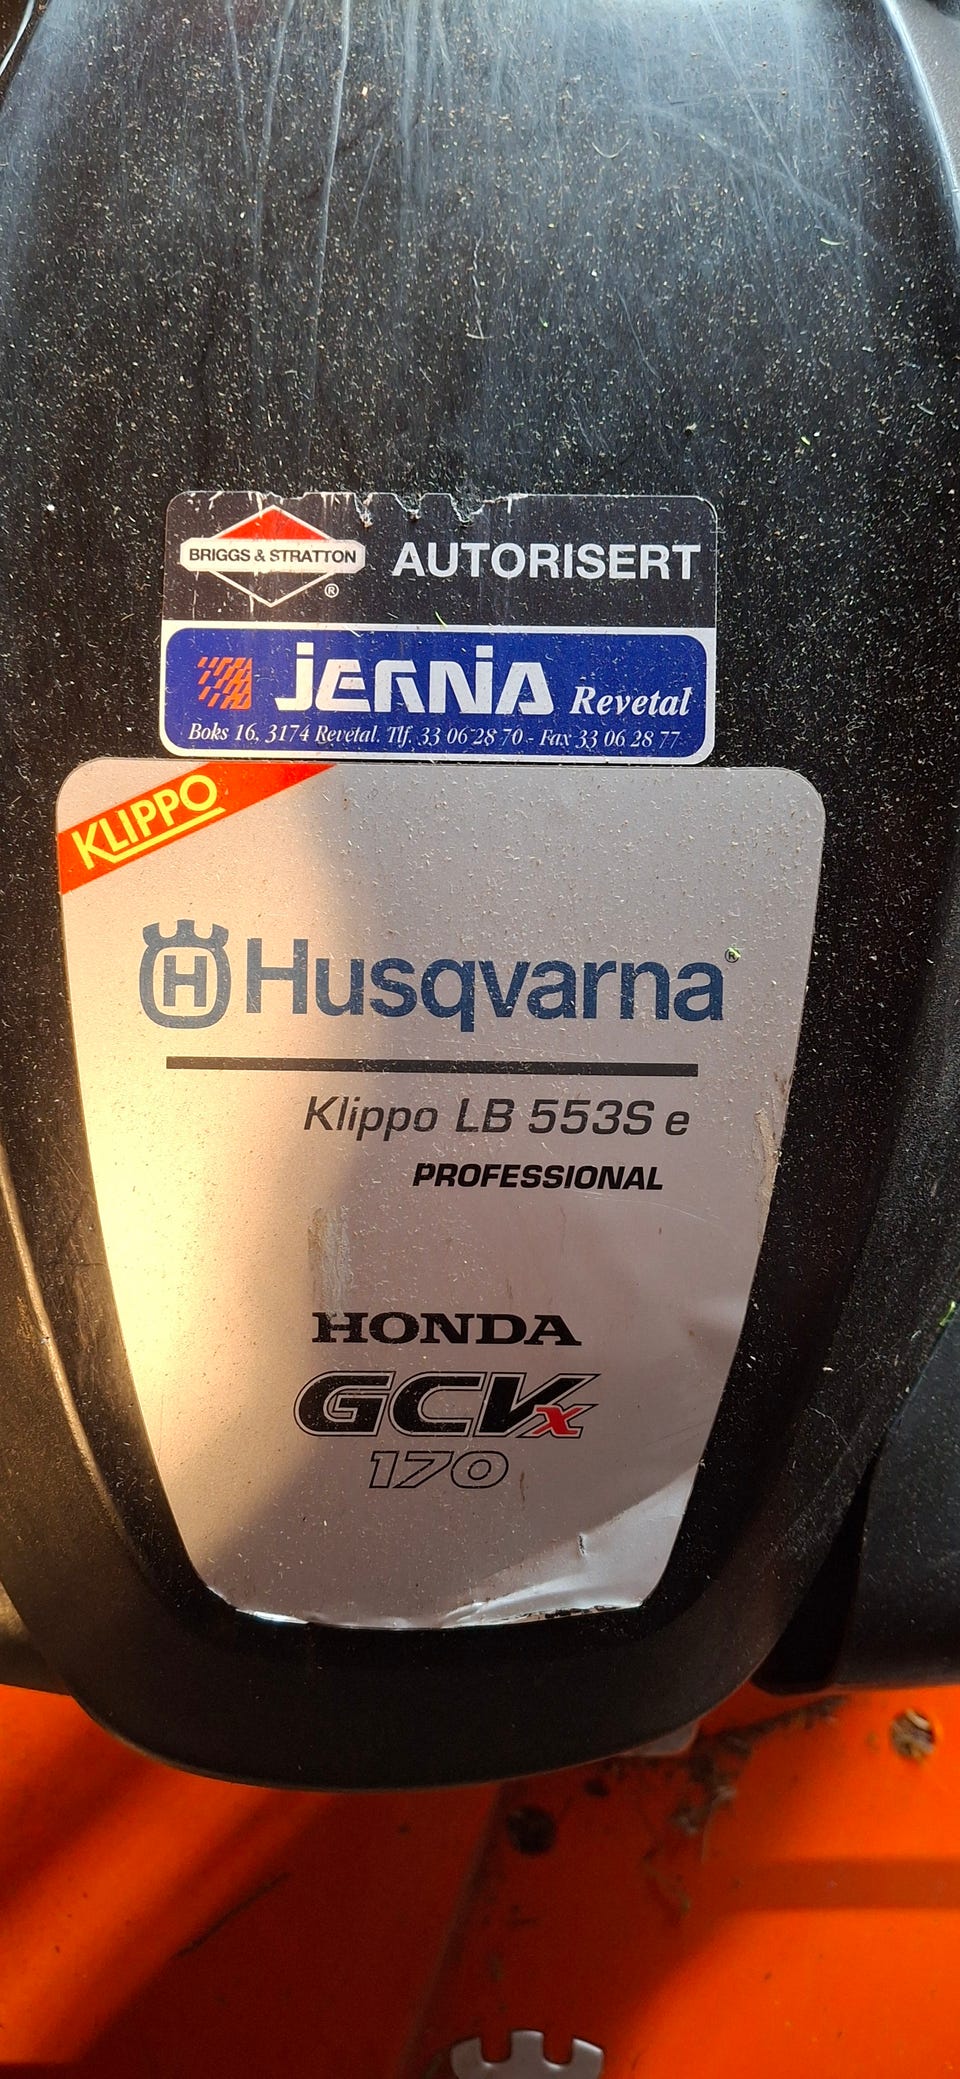 BRIGGS & STRATTON ® AUTORISERT
JERNIA Revetal
Boks 16, 3174 Revetal. Tlf. 33 06 28 70 - Fax 33 06 28 77
KLIPPO
H Husqvarna ®
Klippo LB 553S e
PROFESSIONAL
HONDA
GCVx
170